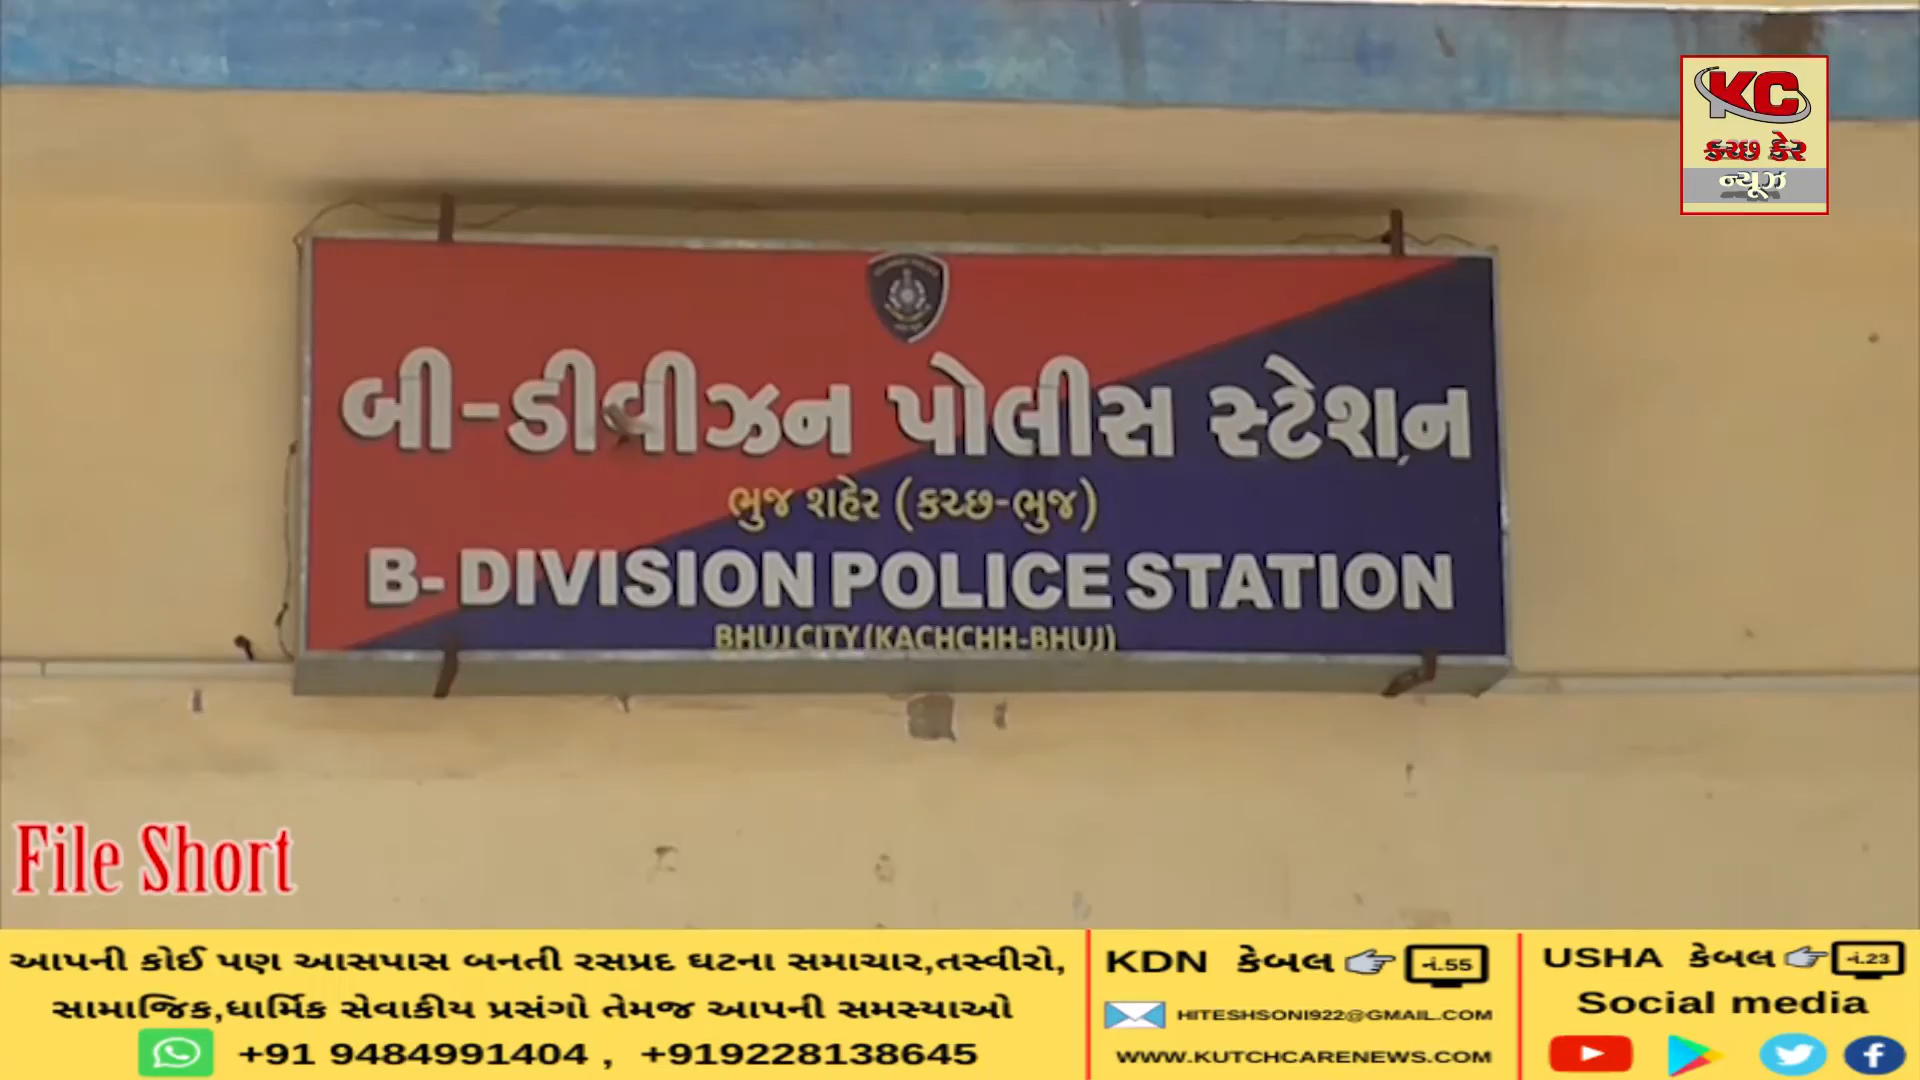 KC
કચ્છ કેર
ન્યૂઝ
બી-ડીવીઝન પોલીસ સ્ટેશન
ભુજ શહેર (કચ્છ-ભુજ)
B- DIVISION POLICE STATION
BHUJ CITY (KACHCHH-BHUJ)
File Short
આપની કોઈ પણ આસપાસ બનતી રસપ્રદ ઘટના સમાચાર,તસ્વીરો,
સામાજિક,ધાર્મિક સેવાકીય પ્રસંગો તેમજ આપની સમસ્યાઓ
+91 9484991404 , +919228138645
KDN કેબલ નં.55
HITESHSONI922@GMAIL.COM
WWW.KUTCHCARENEWS.COM
USHA કેબલ નં.23
Social media